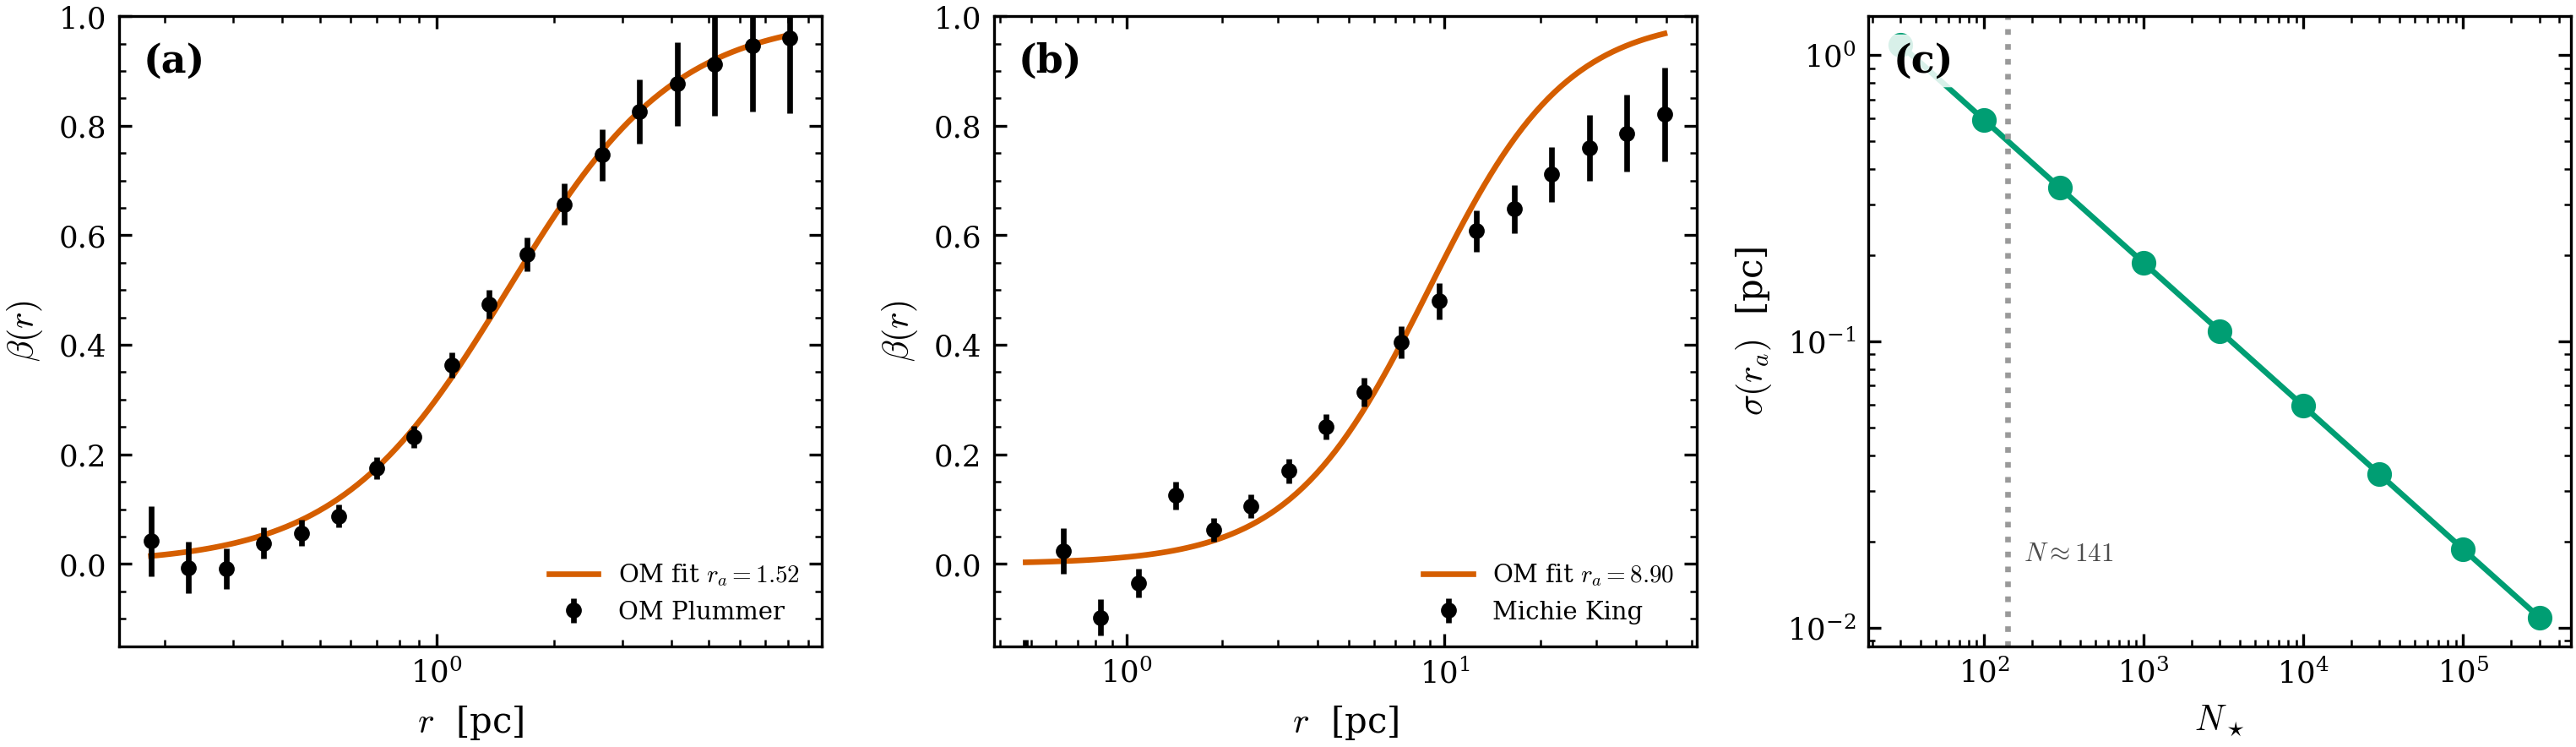 (a)
1.0
0.8
0.6
0.4
0.2
0.0
β(r)
OM fit r_a = 1.52
OM Plummer
10^0
r [pc]
(b)
1.0
0.8
0.6
0.4
0.2
0.0
β(r)
OM fit r_a = 8.90
Michie King
10^0 10^1
r [pc]
(c)
10^0
10^{-1}
10^{-2}
σ(r_a) [pc]
N ≈ 141
10^2 10^3 10^4 10^5
N_⋆